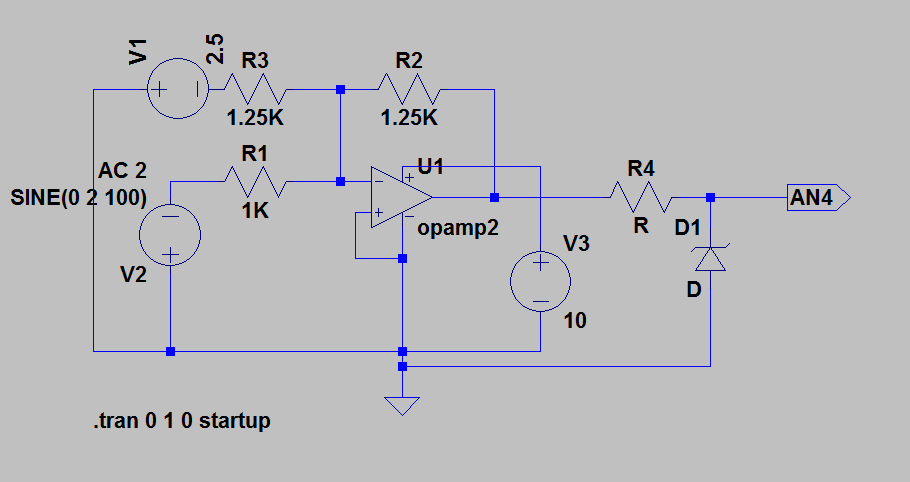 V1
2.5
R3
1.25K
R2
1.25K
AC 2
SINE(0 2 100)
R1
1K
V2
U1
opamp2
V3
10
R4
R
D1
D
AN4
.tran 0 1 0 startup